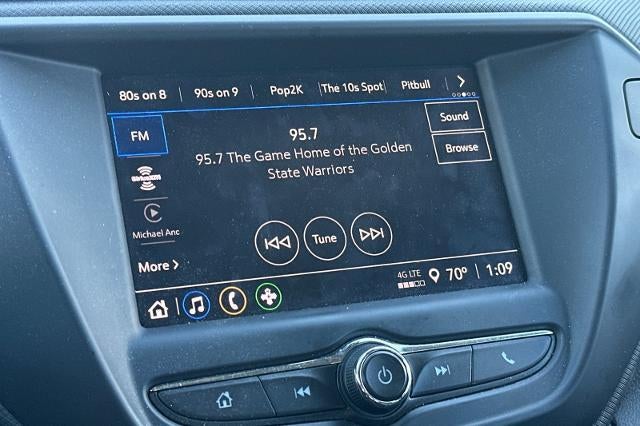 80s on 8 90s on 9 Pop2K The 10s Spot Pitbull
FM
95.7
95.7 The Game Home of the Golden
State Warriors
Sound
Browse
SiriusXM
Michael Anc
Tune
More
4G LTE 70° 1:09